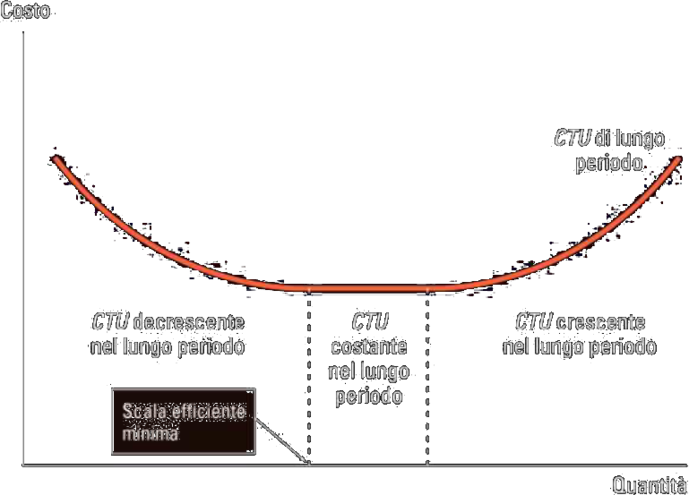 Costo
CTU di lungo
periodo
CTU decrescente
nel lungo periodo
CTU
costante
nel lungo
periodo
CTU crescente
nel lungo periodo
Scala efficiente
minima
Quantità